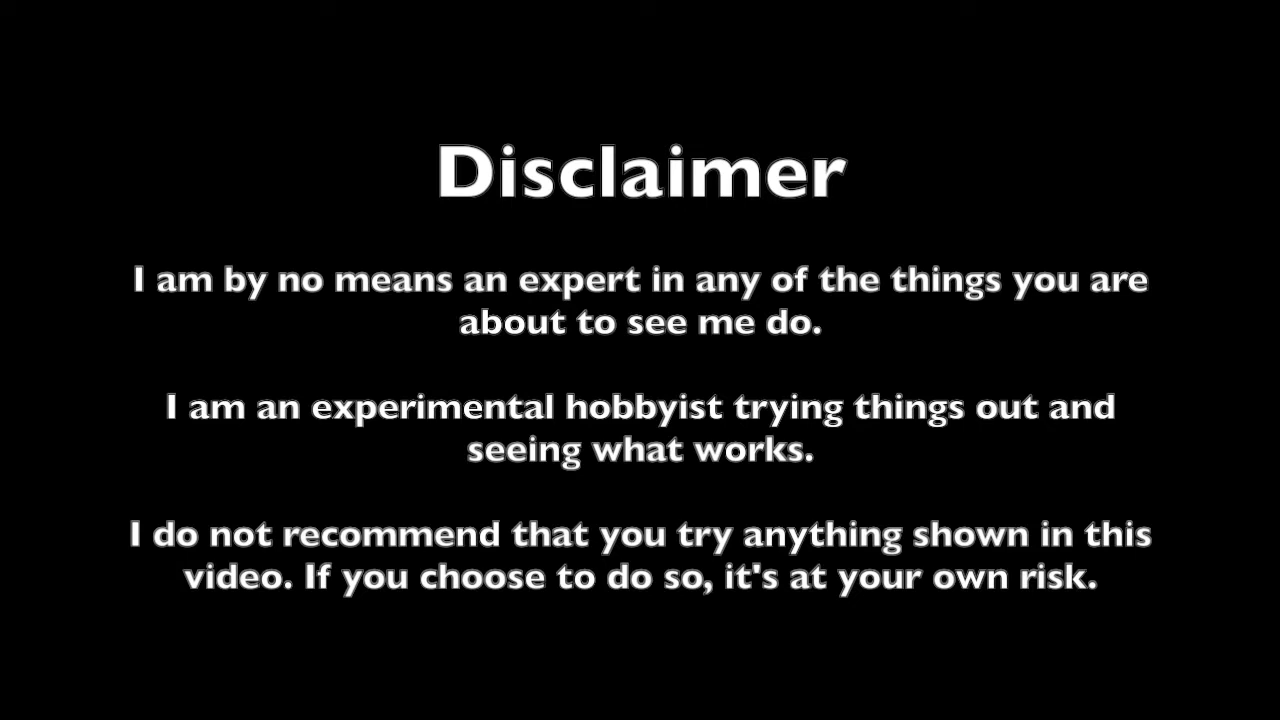 Disclaimer
I am by no means an expert in any of the things you are
about to see me do.
I am an experimental hobbyist trying things out and
seeing what works.
I do not recommend that you try anything shown in this
video. If you choose to do so, it's at your own risk.